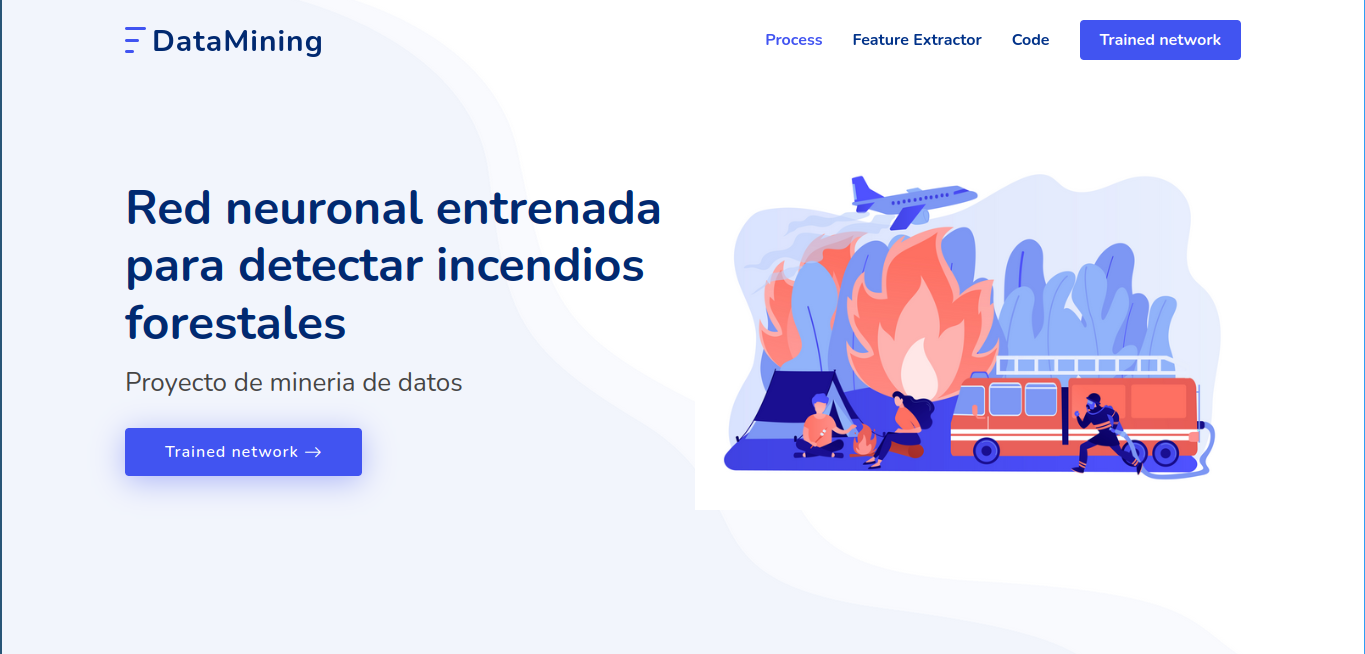 DataMining
Process
Feature Extractor
Code
Trained network
Red neuronal entrenada
para detectar incendios
forestales
Proyecto de mineria de datos
Trained network →